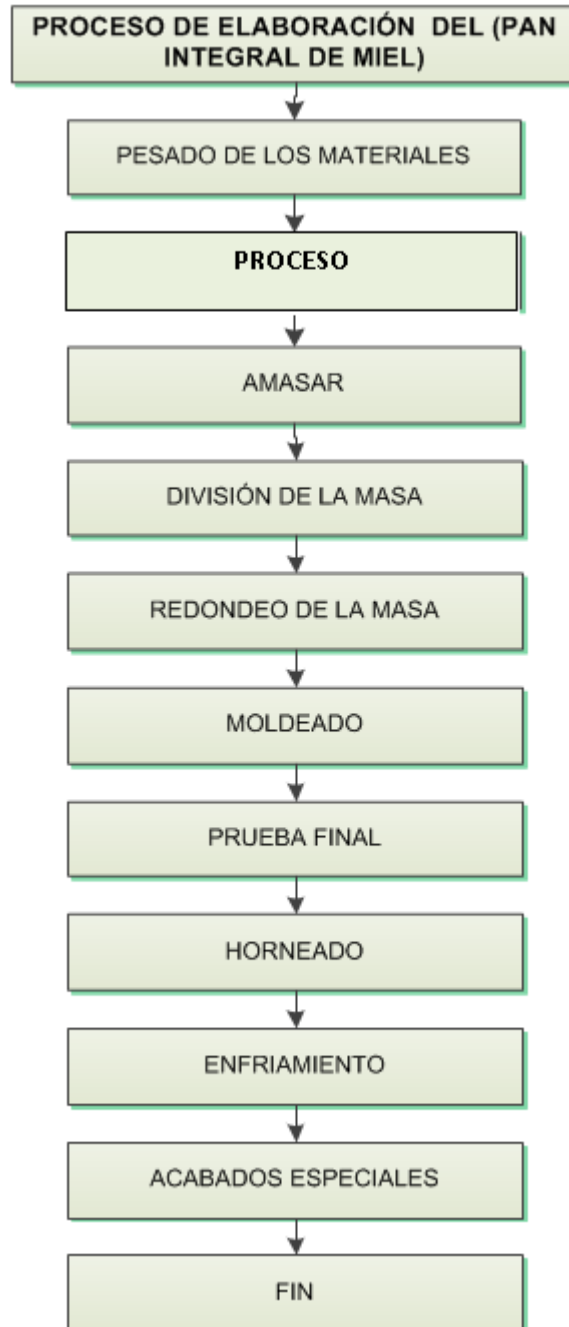 PROCESO DE ELABORACIÓN DEL (PAN
INTEGRAL DE MIEL)
PESADO DE LOS MATERIALES
PROCESO
AMASAR
DIVISIÓN DE LA MASA
REDONDEO DE LA MASA
MOLDEADO
PRUEBA FINAL
HORNEADO
ENFRIAMIENTO
ACABADOS ESPECIALES
FIN